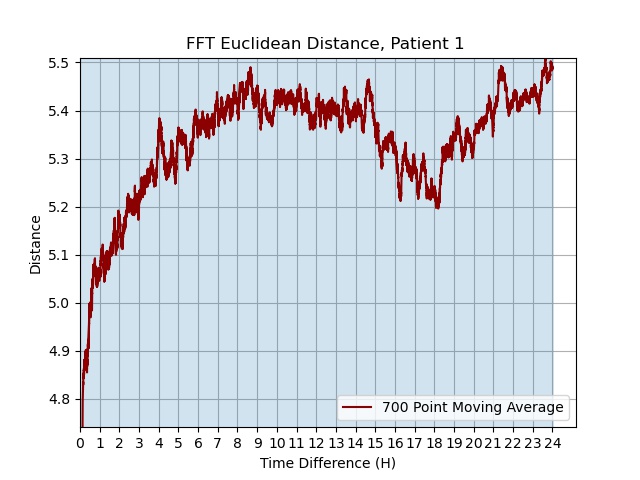 FFT Euclidean Distance, Patient 1
5.5
5.4
5.3
5.2
5.1
5.0
4.9
4.8
Distance
700 Point Moving Average
0 1 2 3 4 5 6 7 8 9 10 11 12 13 14 15 16 17 18 19 20 21 22 23 24
Time Difference (H)